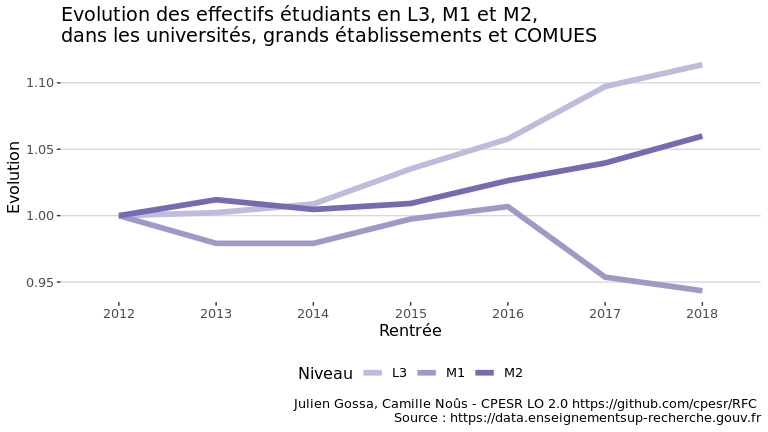 Evolution des effectifs étudiants en L3, M1 et M2,
dans les universités, grands établissements et COMUES
Evolution
1.10
1.05
1.00
0.95
2012 2013 2014 2015 2016 2017 2018
Rentrée
Niveau L3 M1 M2
Julien Gossa, Camille Noûs - CPESR LO 2.0 https://github.com/cpesr/RFC
Source : https://data.enseignementsup-recherche.gouv.fr